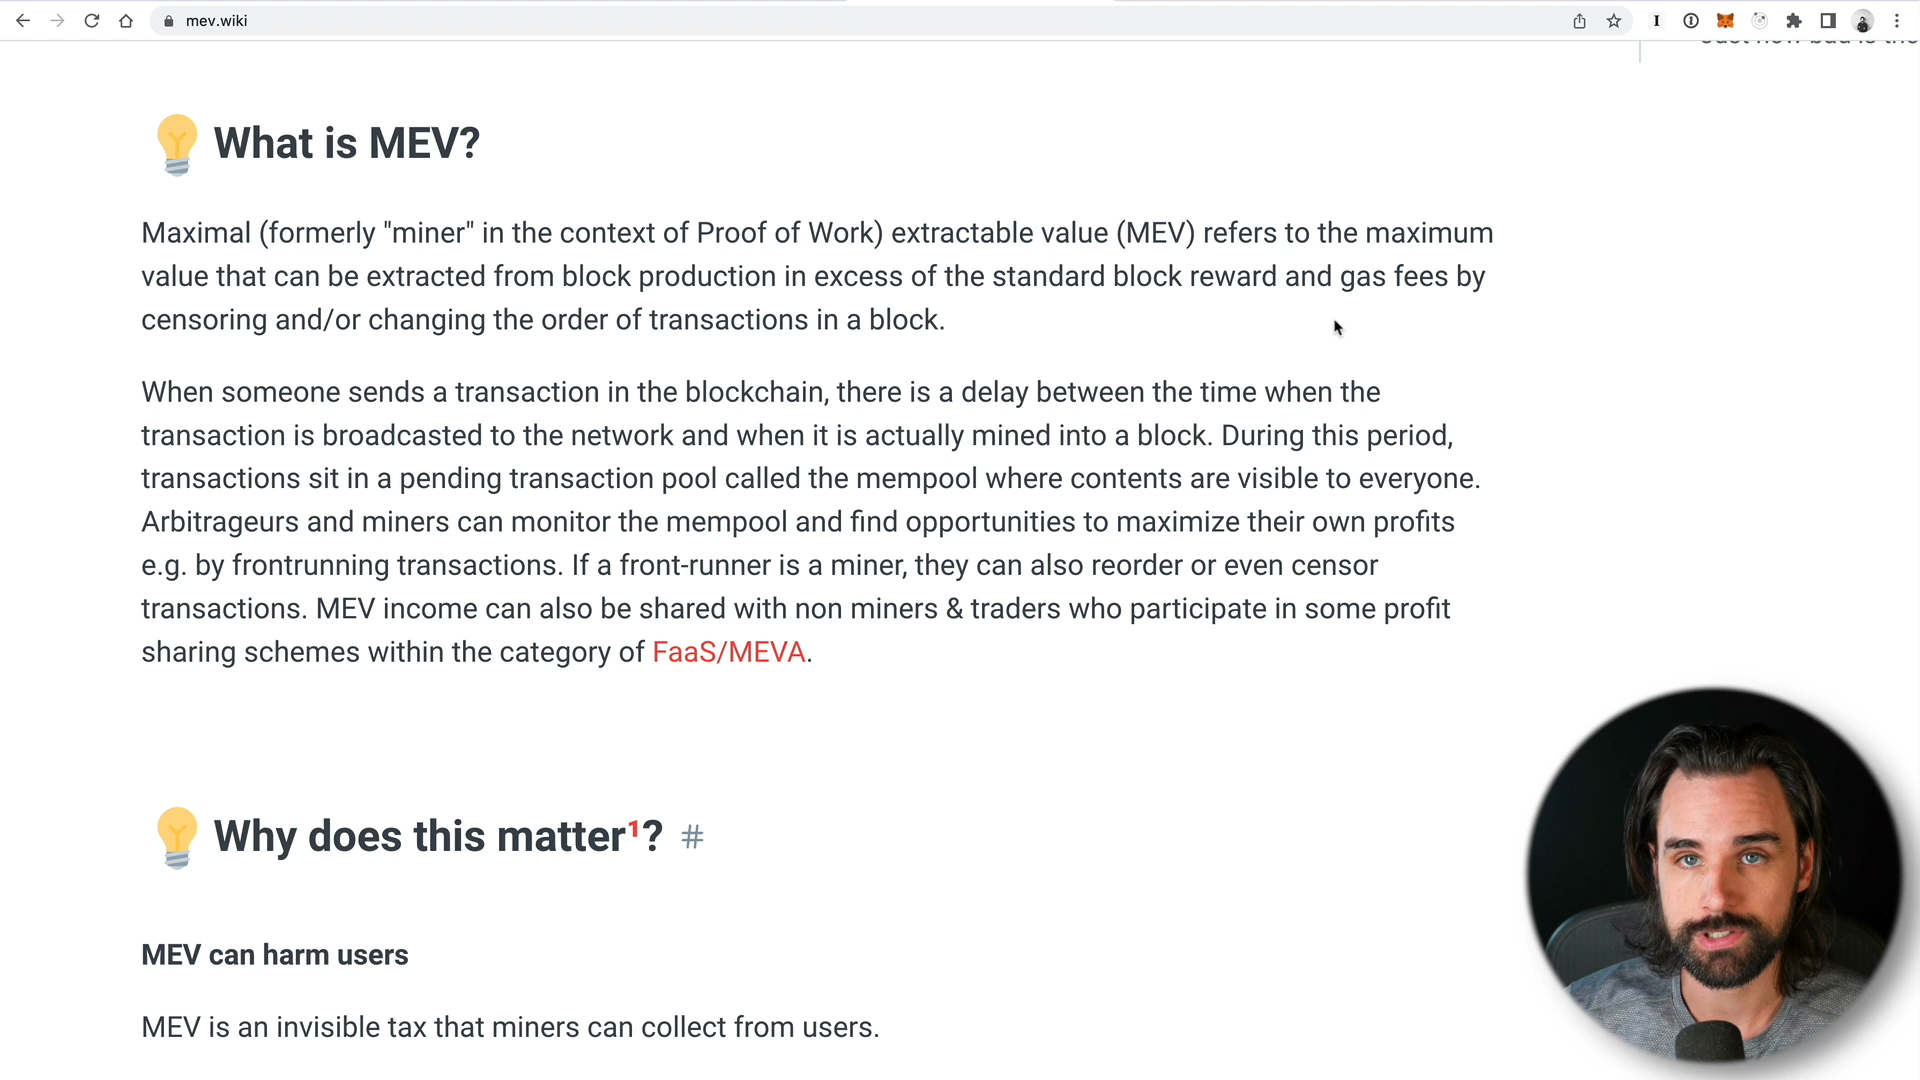 mev.wiki
What is MEV?
Maximal (formerly "miner" in the context of Proof of Work) extractable value (MEV) refers to the maximum
value that can be extracted from block production in excess of the standard block reward and gas fees by
censoring and/or changing the order of transactions in a block.
When someone sends a transaction in the blockchain, there is a delay between the time when the
transaction is broadcasted to the network and when it is actually mined into a block. During this period,
transactions sit in a pending transaction pool called the mempool where contents are visible to everyone.
Arbitrageurs and miners can monitor the mempool and find opportunities to maximize their own profits
e.g. by frontrunning transactions. If a front-runner is a miner, they can also reorder or even censor
transactions. MEV income can also be shared with non miners & traders who participate in some profit
sharing schemes within the category of FaaS/MEVA.
Why does this matter¹? #
MEV can harm users
MEV is an invisible tax that miners can collect from users.